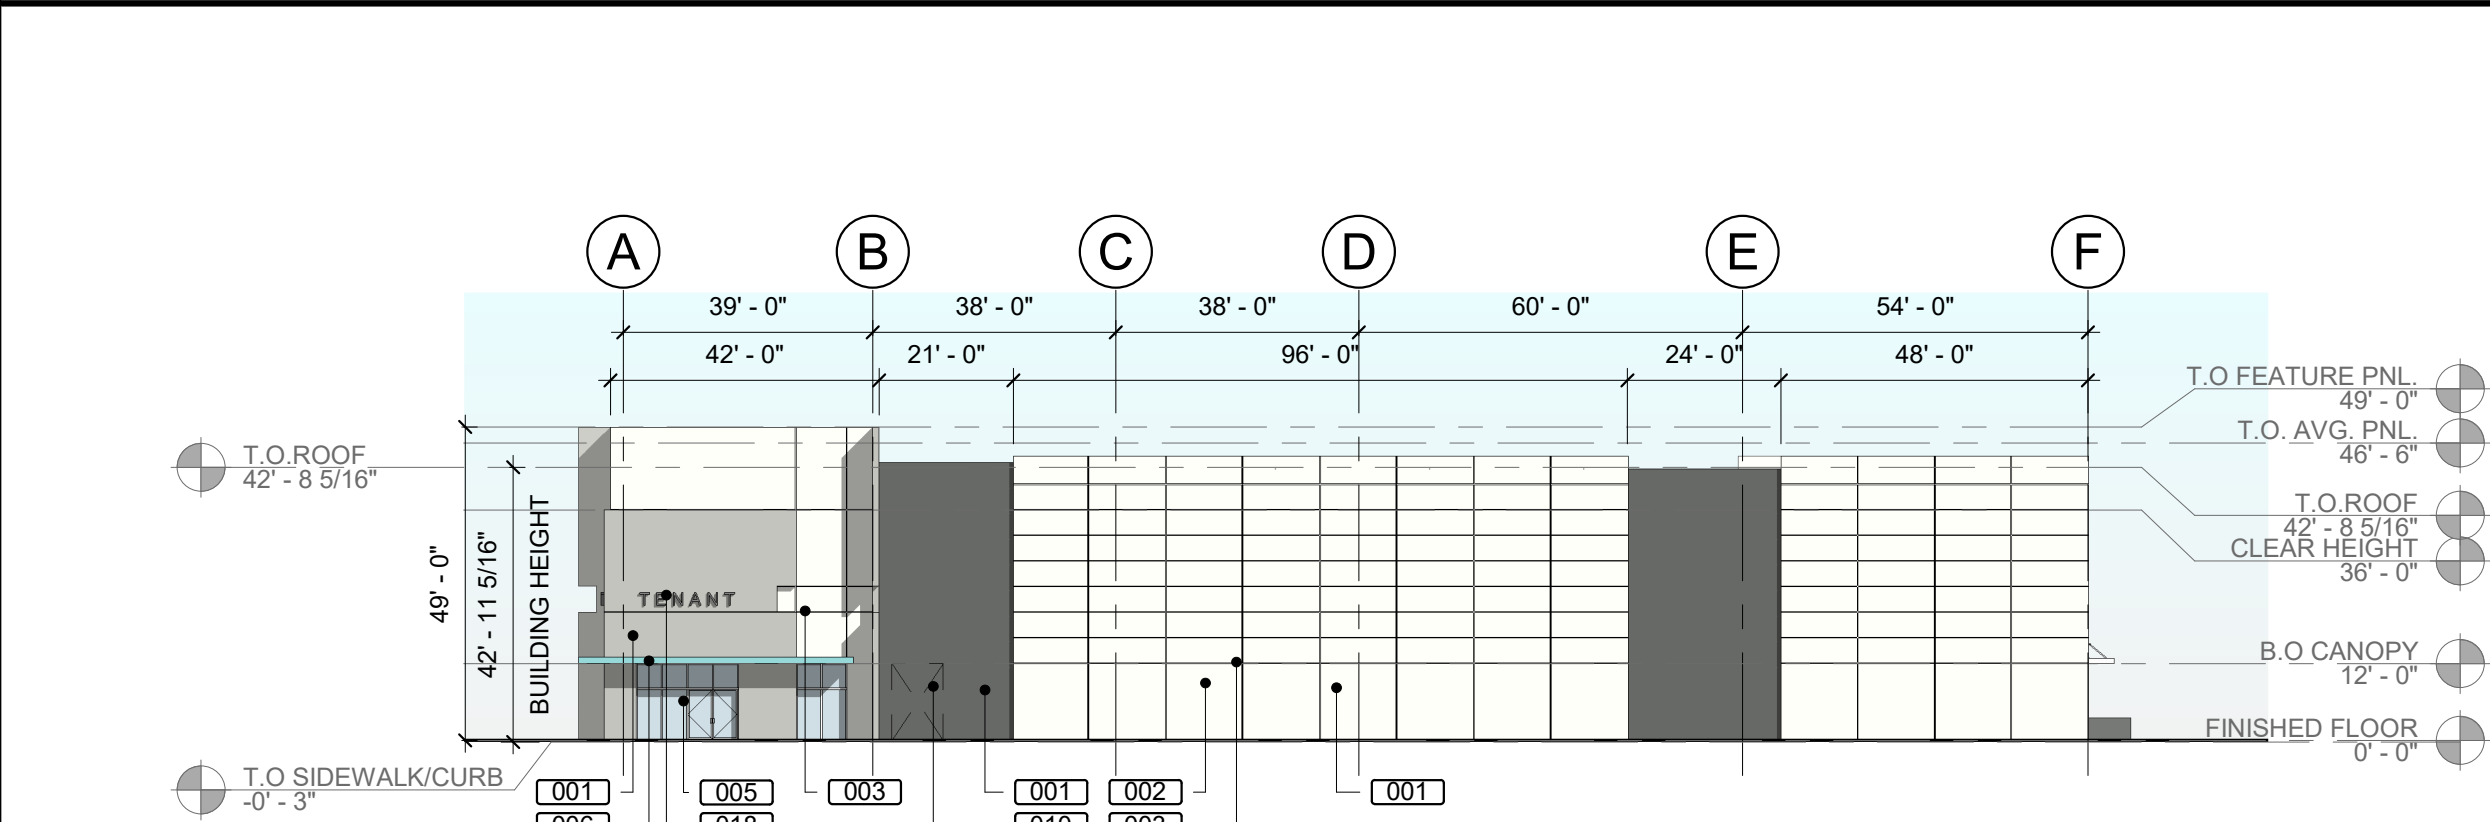 A B C D E F
39' - 0" 38' - 0" 38' - 0" 60' - 0" 54' - 0"
42' - 0" 21' - 0" 96' - 0" 24' - 0" 48' - 0"
T.O FEATURE PNL.
49' - 0"
T.O. AVG. PNL.
46' - 6"
T.O.ROOF
42' - 8 5/16"
T.O.ROOF
42' - 8 5/16"
CLEAR HEIGHT
36' - 0"
49' - 0"
42' - 11 5/16"
BUILDING HEIGHT
TENANT
B.O CANOPY
12' - 0"
FINISHED FLOOR
0' - 0"
T.O SIDEWALK/CURB
-0' - 3"
001 005 003 001 002 001